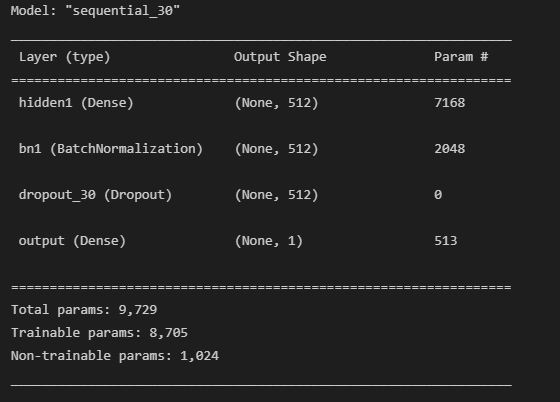 Model: "sequential_30"
_________________________________________________________________
Layer (type)                Output Shape              Param #
=================================================================
hidden1 (Dense)             (None, 512)               7168
bn1 (BatchNormalization)    (None, 512)               2048
dropout_30 (Dropout)        (None, 512)               0
output (Dense)              (None, 1)                 513
=================================================================
Total params: 9,729
Trainable params: 8,705
Non-trainable params: 1,024
_________________________________________________________________